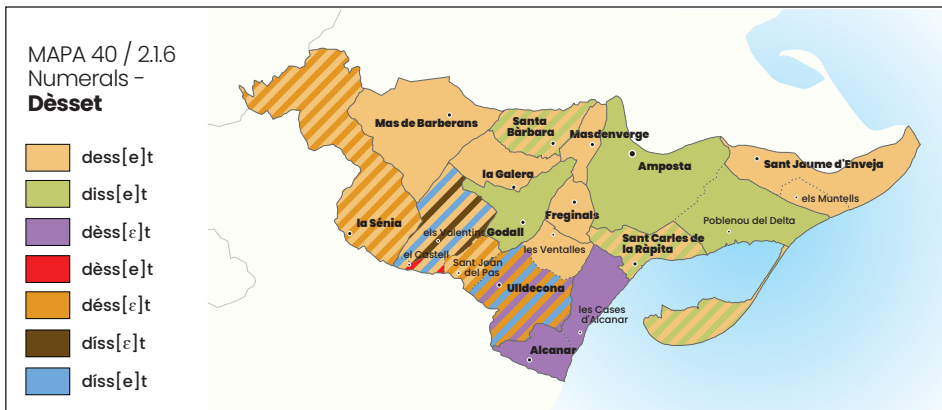 MAPA 40 / 2.1.6
Numerals -
Dèsset
dess[e]t
diss[e]t
dèss[ɛ]t
dèss[e]t
déss[ɛ]t
díss[ɛ]t
díss[e]t
Mas de Barberans
Santa
Bàrbara
Masdenverge
Amposta
Sant Jaume d'Enveja
els Muntells
la Galera
Freginals
Poblenou del Delta
la Sénia
els Valentins
Godall
les Ventalles
Sant Carles de
la Ràpita
el Castell
Sant Joan
del Pas
Ulldecona
les Cases
d'Alcanar
Alcanar